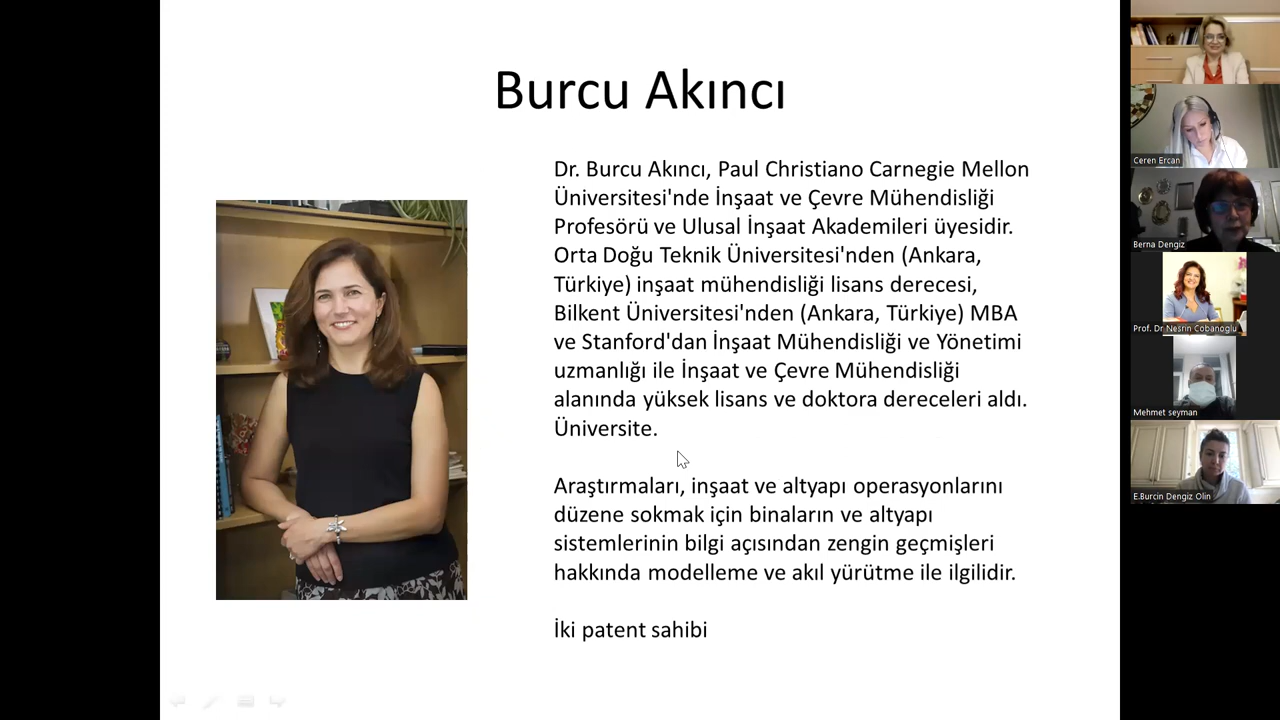 Burcu Akıncı
Dr. Burcu Akıncı, Paul Christiano Carnegie Mellon
Üniversitesi'nde İnşaat ve Çevre Mühendisliği
Profesörü ve Ulusal İnşaat Akademileri üyesidir.
Orta Doğu Teknik Üniversitesi'nden (Ankara,
Türkiye) inşaat mühendisliği lisans derecesi,
Bilkent Üniversitesi'nden (Ankara, Türkiye) MBA
ve Stanford'dan İnşaat Mühendisliği ve Yönetimi
uzmanlığı ile İnşaat ve Çevre Mühendisliği
alanında yüksek lisans ve doktora dereceleri aldı.
Üniversite.
Araştırmaları, inşaat ve altyapı operasyonlarını
düzene sokmak için binaların ve altyapı
sistemlerinin bilgi açısından zengin geçmişleri
hakkında modelleme ve akıl yürütme ile ilgilidir.
İki patent sahibi
Ceren Ercan
Berna Dengiz
Prof. Dr Nesrin Cobanoglu
Mehmet seyman
E.Burcin Dengiz Olin